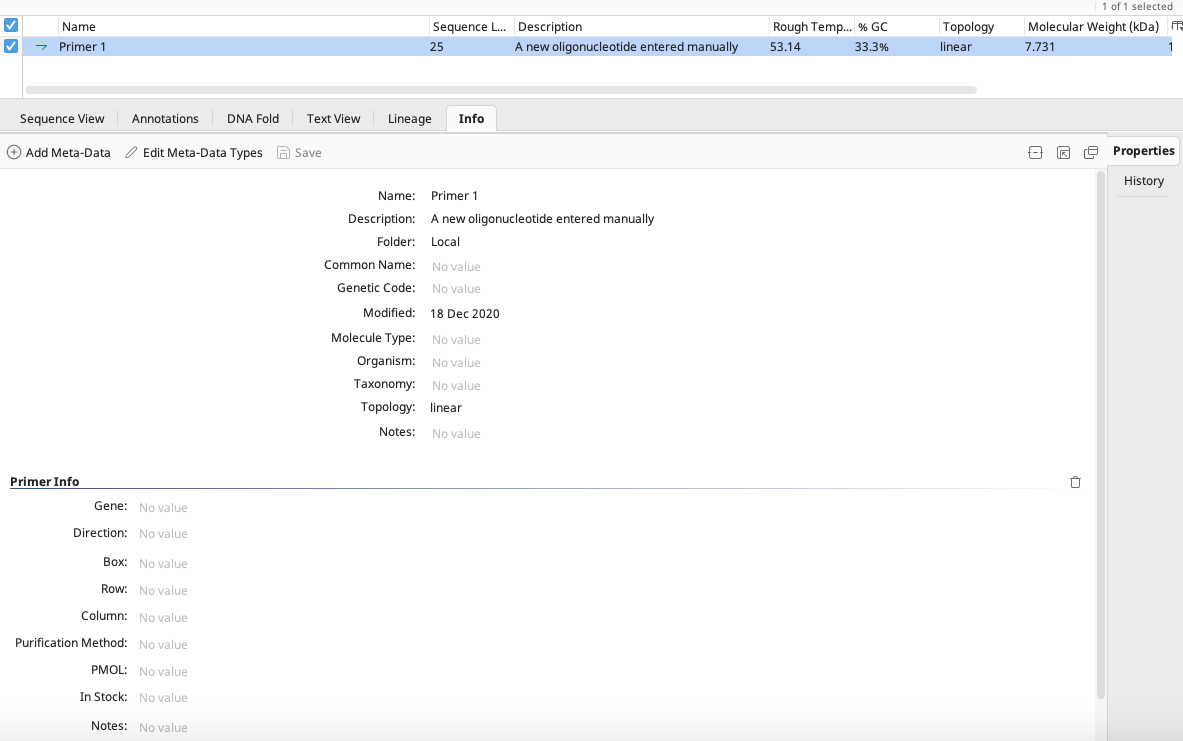 1 of 1 selected
Name Sequence L... Description Rough Temp... % GC Topology Molecular Weight (kDa)
Primer 1 25 A new oligonucleotide entered manually 53.14 33.3% linear 7.731 1
Sequence View Annotations DNA Fold Text View Lineage Info
Add Meta-Data Edit Meta-Data Types Save
Properties
History
Name: Primer 1
Description: A new oligonucleotide entered manually
Folder: Local
Common Name: No value
Genetic Code: No value
Modified: 18 Dec 2020
Molecule Type: No value
Organism: No value
Taxonomy: No value
Topology: linear
Notes: No value
Primer Info
Gene: No value
Direction: No value
Box: No value
Row: No value
Column: No value
Purification Method: No value
PMOL: No value
In Stock: No value
Notes: No value